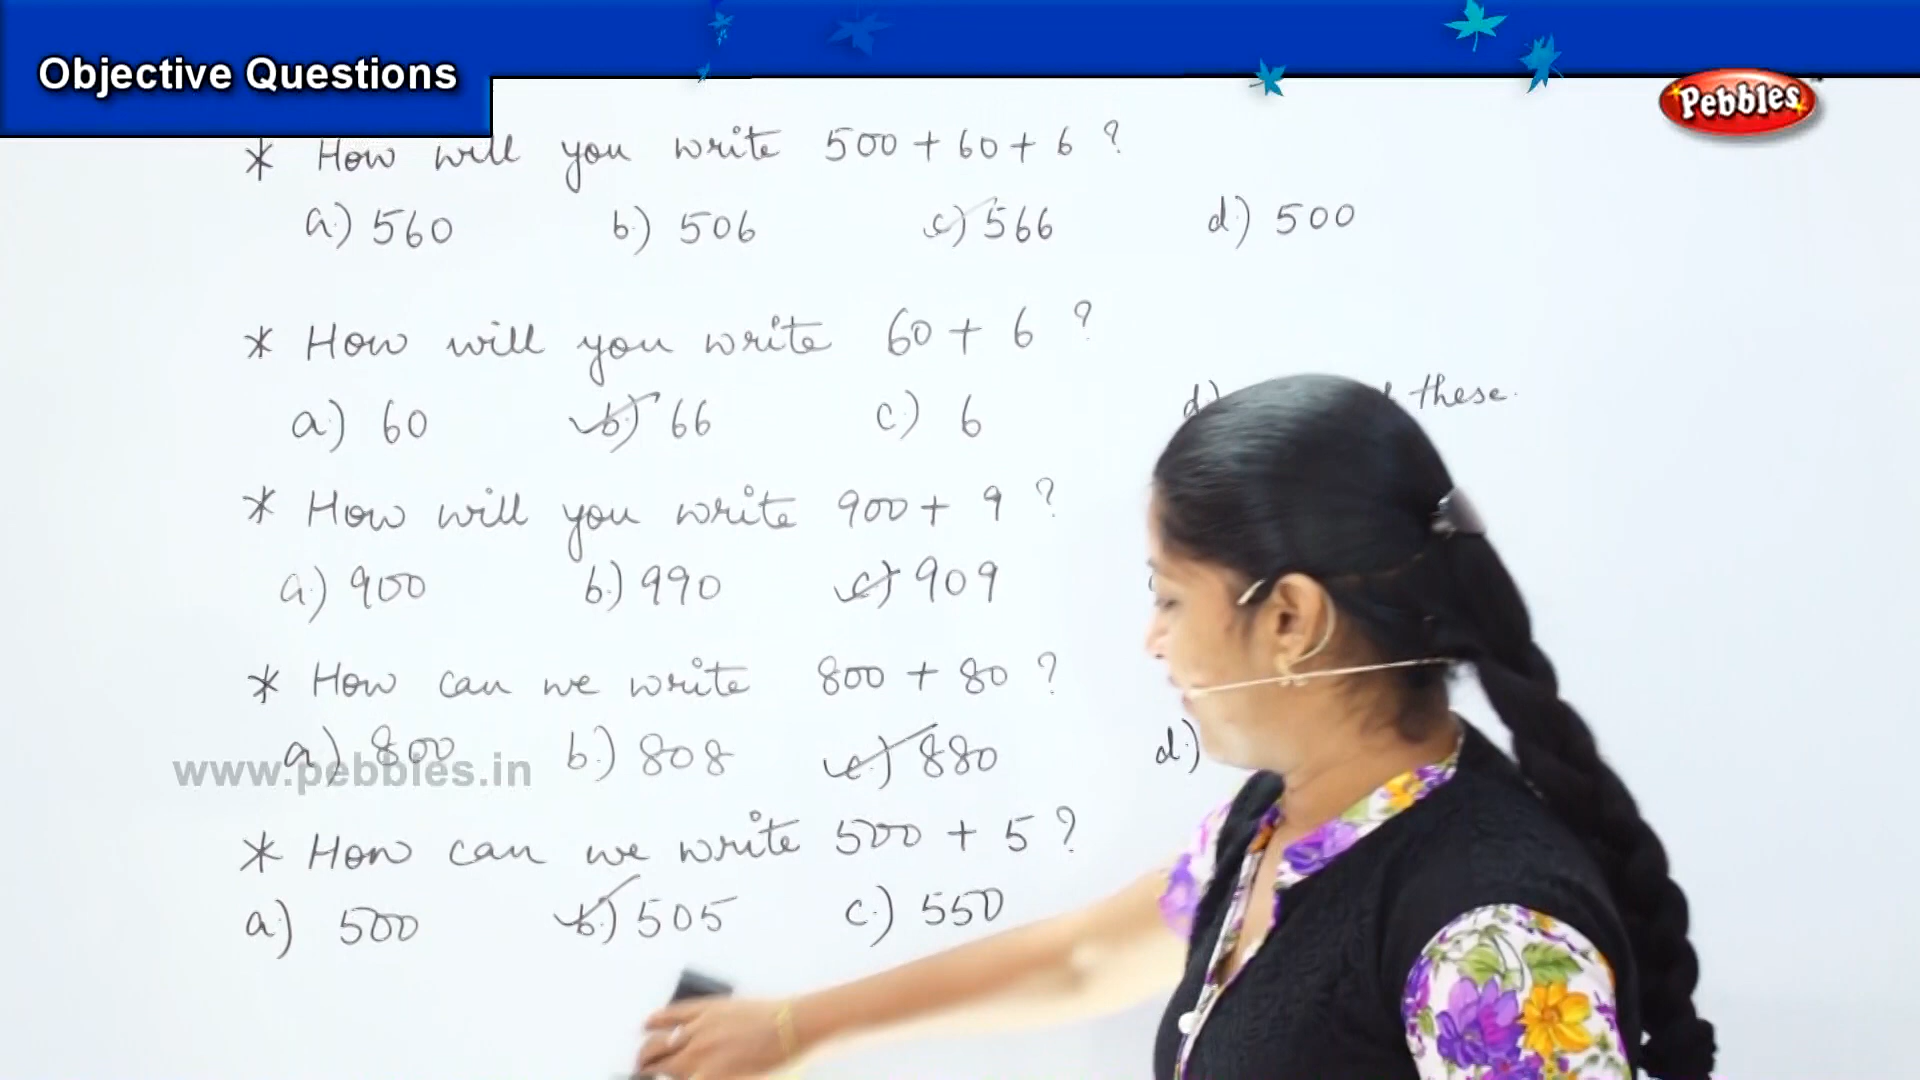 Objective Questions
Pebbles
* How will you write 500 + 60 + 6 ?
a.) 560 b.) 506 c.) 566 d.) 500
* How will you write 60 + 6 ?
a.) 60 b.) 66 c.) 6 d.) these.
* How will you write 900 + 9 ?
a.) 900 b.) 990 c.) 909
* How can we write 800 + 80 ?
a.) 800 b.) 808 c.) 880 d.)
www.pebbles.in
* How can we write 500 + 5 ?
a.) 500 b.) 505 c.) 550